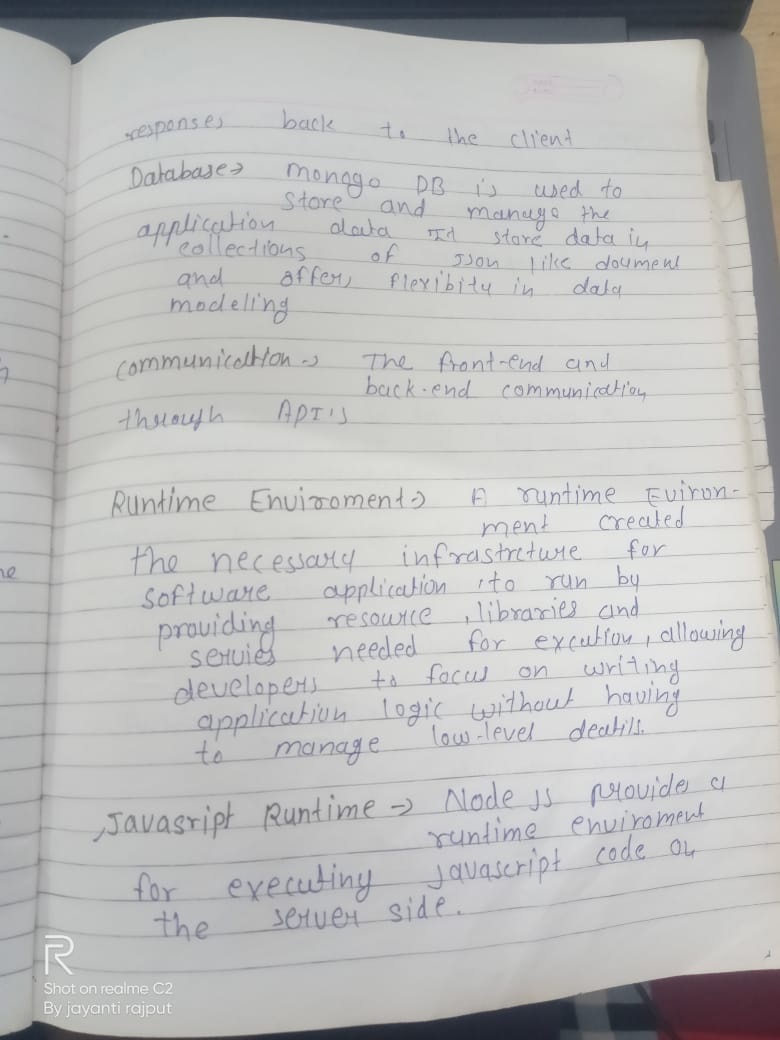 responses back to the client
Database→ monogo DB is used to
store and manage the
application data It store data in
collections of json like doument
and offers flexibity in data
modeling
communication→ The front-end and
back-end communication
through API's
Runtime Enviroment→ A runtime Eviron-
ment created
the necessary infrastrcture for
software application to run by
providing resource, libraries and
servies needed for excution, allowing
developers to focus on writing
application logic without having
to manage low-level deatils.
Javasript Runtime → Node js provide a
runtime enviroment
for executing javascript code on
the server side.
R
Shot on realme C2
By jayanti rajput